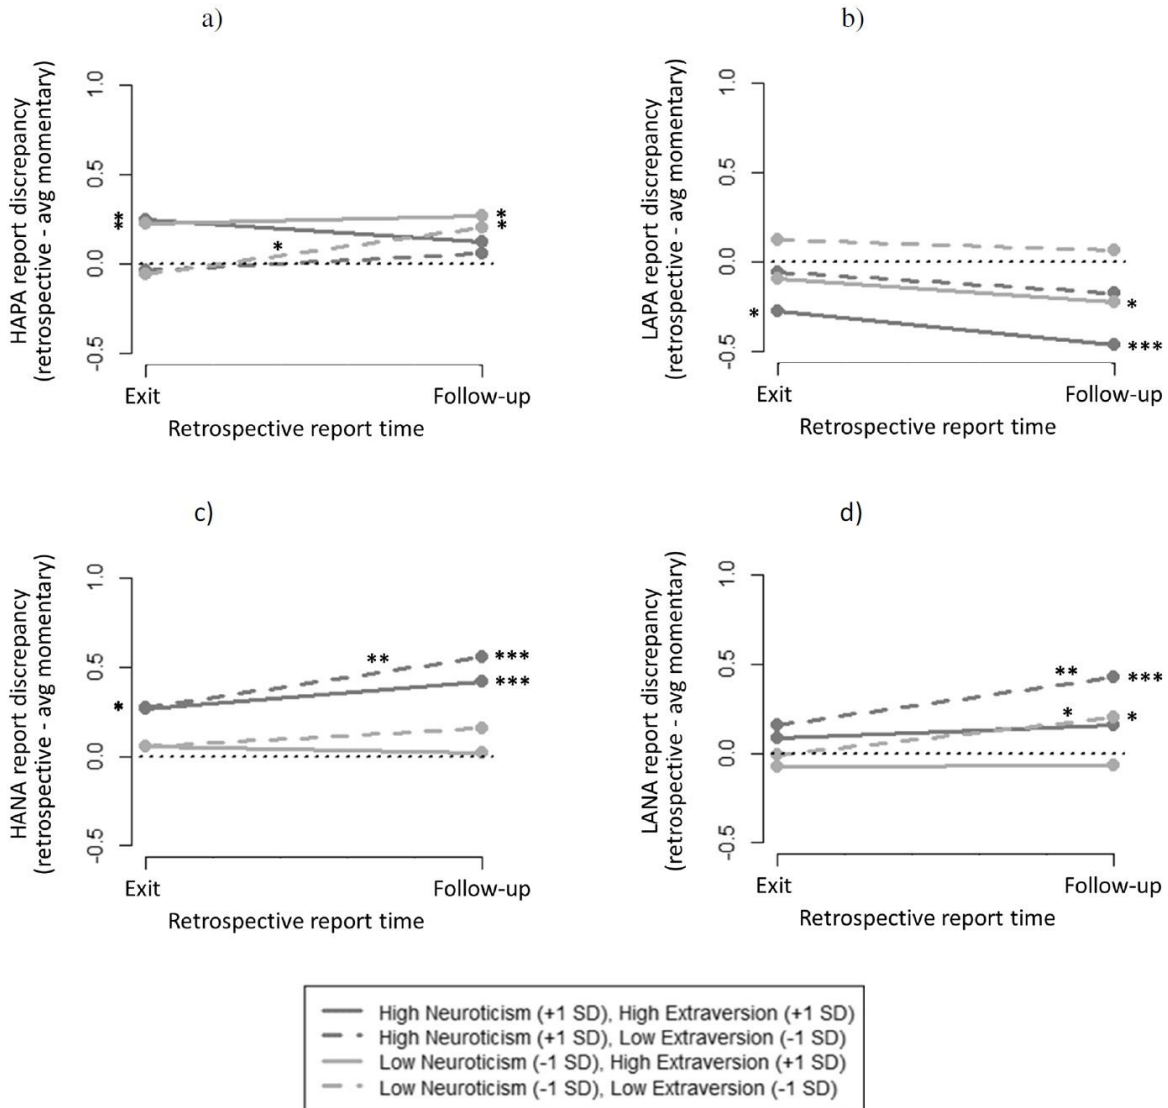 a)
HAPA report discrepancy
(retrospective - avg momentary)
1.0
0.5
0.0
-0.5
*
*
*
*
*
Exit
Follow-up
Retrospective report time
b)
LAPA report discrepancy
(retrospective - avg momentary)
1.0
0.5
0.0
-0.5
*
*
***
Exit
Follow-up
Retrospective report time
c)
HANA report discrepancy
(retrospective - avg momentary)
1.0
0.5
0.0
-0.5
*
**
***
***
Exit
Follow-up
Retrospective report time
d)
LANA report discrepancy
(retrospective - avg momentary)
1.0
0.5
0.0
-0.5
**
***
*
*
Exit
Follow-up
Retrospective report time
High Neuroticism (+1 SD), High Extraversion (+1 SD)
High Neuroticism (+1 SD), Low Extraversion (-1 SD)
Low Neuroticism (-1 SD), High Extraversion (+1 SD)
Low Neuroticism (-1 SD), Low Extraversion (-1 SD)